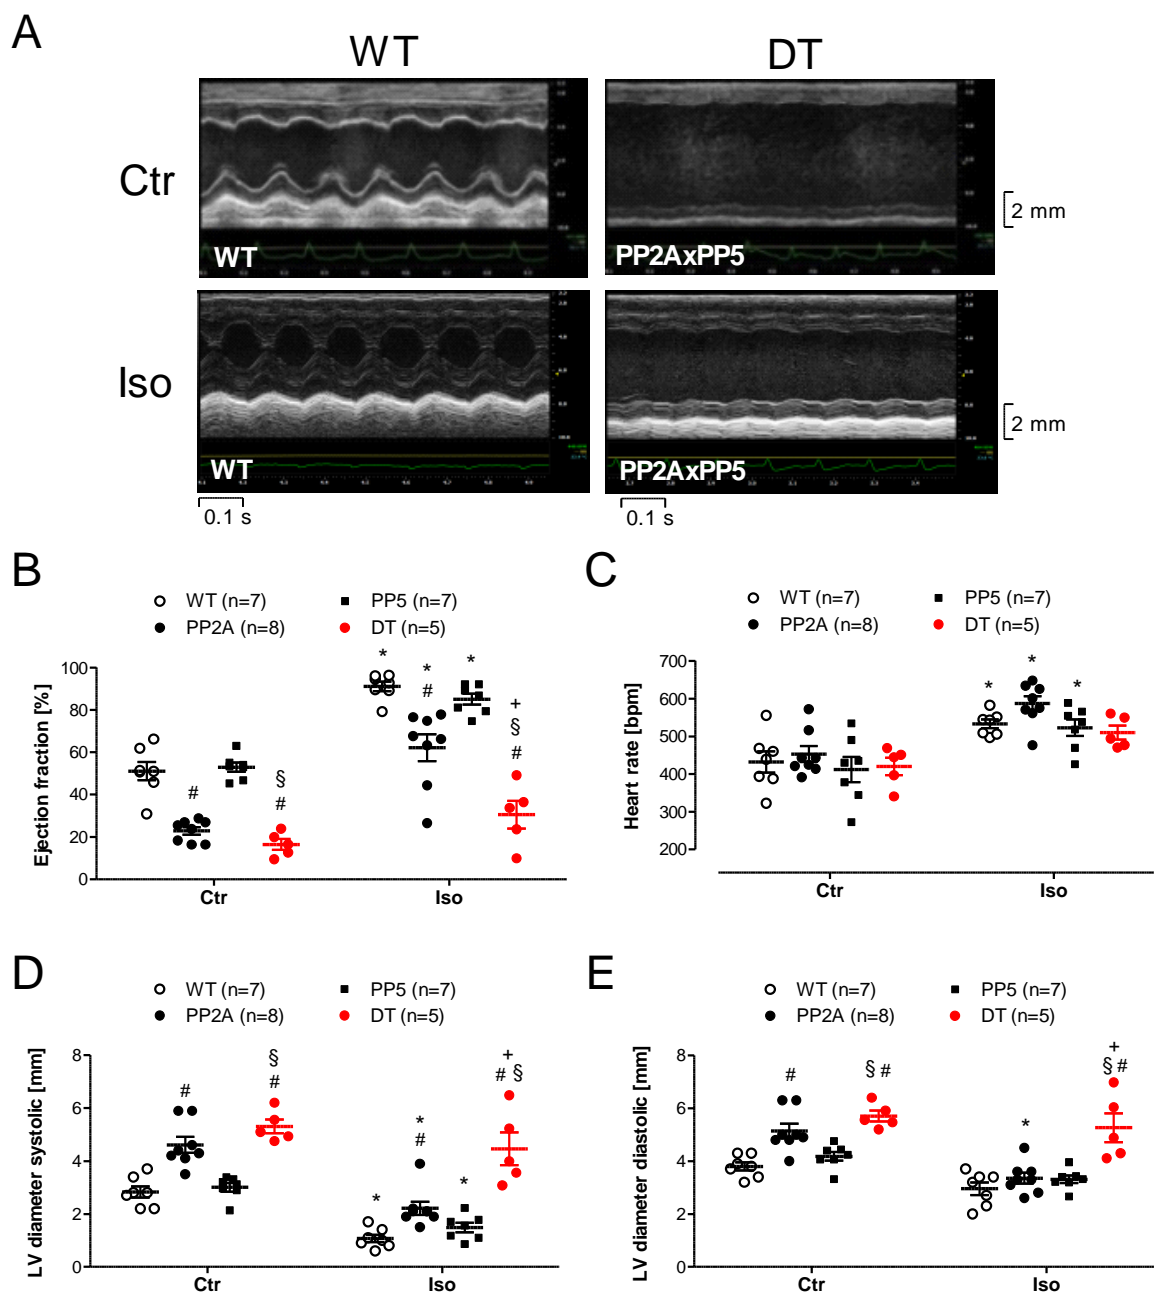 A
WT
DT
Ctr
WT
PP2AxPP5
2 mm
Iso
WT
PP2AxPP5
2 mm
0.1 s
0.1 s
B
WT (n=7)
PP5 (n=7)
PP2A (n=8)
DT (n=5)
Ejection fraction [%]
100
80
60
40
20
0
#
§
#
*
*
#
*
+
§
#
Ctr
Iso
C
WT (n=7)
PP5 (n=7)
PP2A (n=8)
DT (n=5)
Heart rate [bpm]
700
600
500
400
300
200
*
*
*
Ctr
Iso
D
WT (n=7)
PP5 (n=7)
PP2A (n=8)
DT (n=5)
LV diameter systolic [mm]
8
6
4
2
0
#
§
#
*
*
#
*
+
# §
Ctr
Iso
E
WT (n=7)
PP5 (n=7)
PP2A (n=8)
DT (n=5)
LV diameter diastolic [mm]
8
6
4
2
0
#
§ #
*
+
§ #
Ctr
Iso